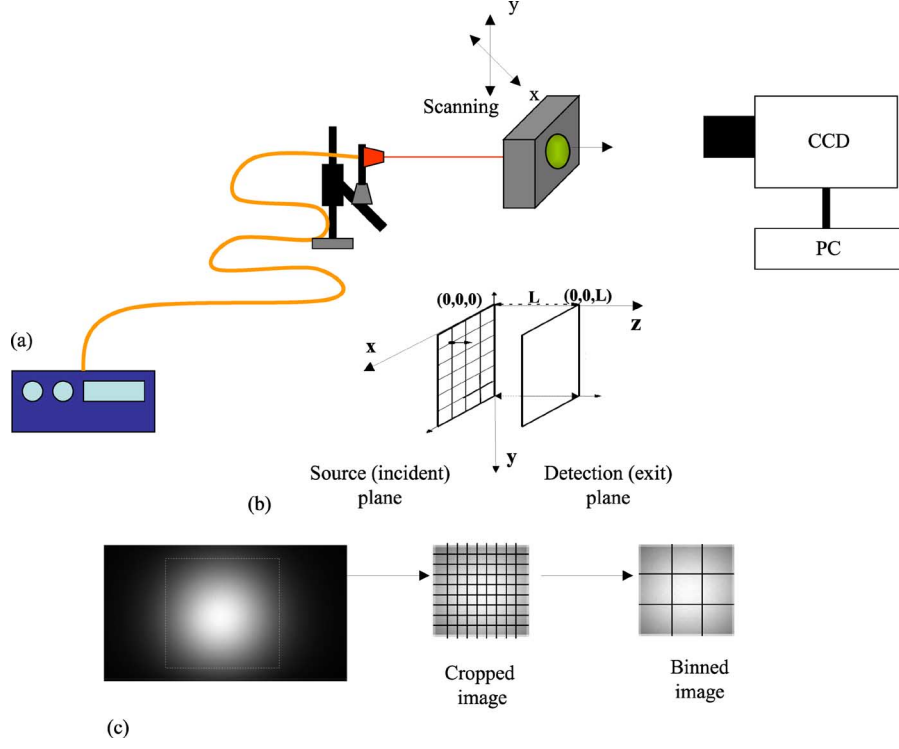 y
x
Scanning
CCD
PC
(a)
(0,0,0)
L
(0,0,L)
z
x
y
Source (incident)
plane
Detection (exit)
plane
(b)
Cropped
image
Binned
image
(c)